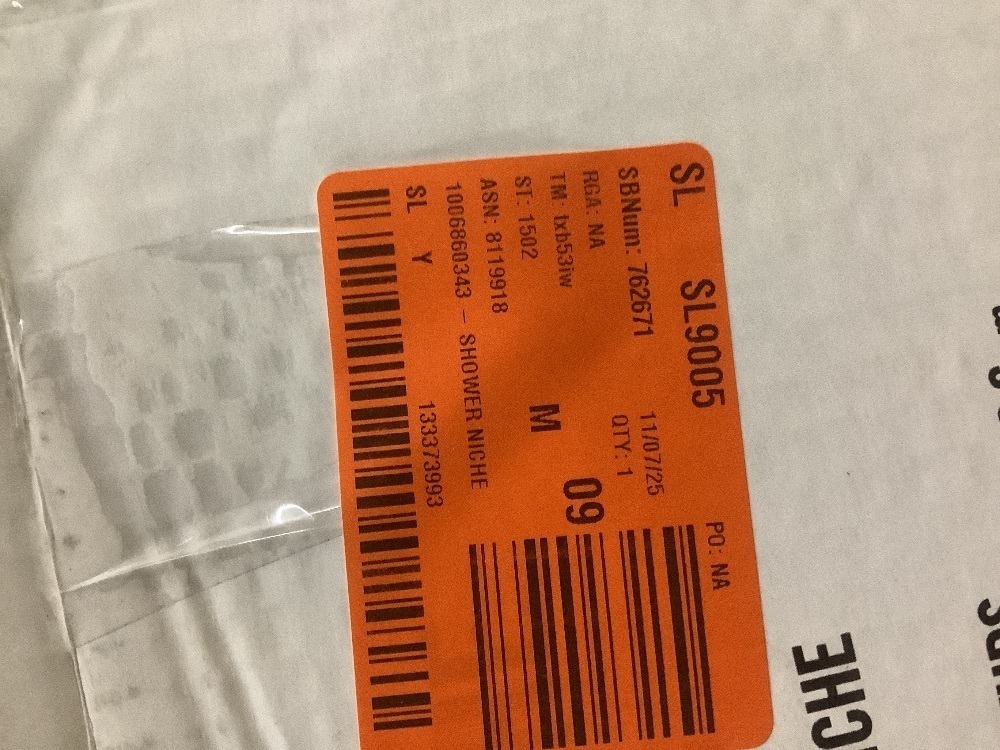 SL SL9005 PO: NA
SBNum: 762671 11/07/25
RGA: NA QTY: 1
TM: txb53iw 09
ST: 1502 M
ASN: 8119918
1006860343 – SHOWER NICHE
SL Y 133373993